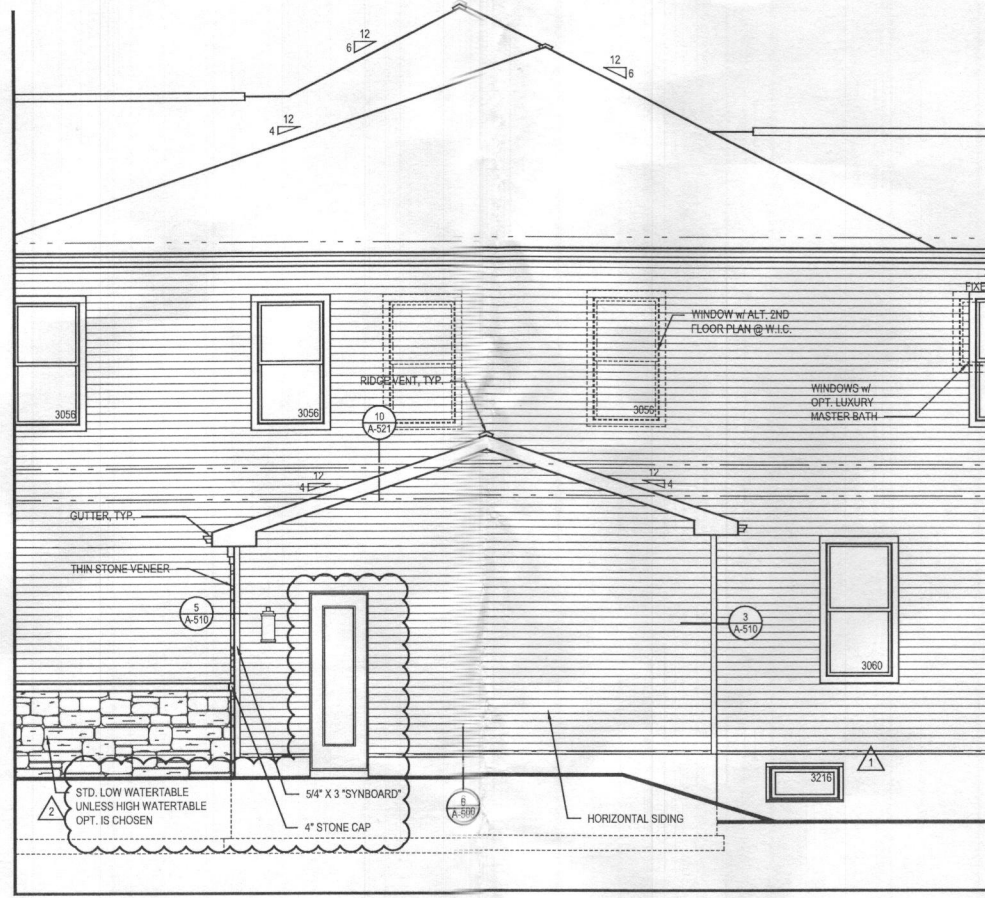 12
6
12
6
12
4
FIXE
WINDOW w/ ALT. 2ND
FLOOR PLAN @ W.I.C.
RIDGE VENT, TYP.
WINDOWS w/
OPT. LUXURY
MASTER BATH
3056
3056
3056
10
A-521
12
4
12
4
GUTTER, TYP.
THIN STONE VENEER
5
A-510
3
A-510
3060
1
3216
STD. LOW WATERTABLE
UNLESS HIGH WATERTABLE
OPT. IS CHOSEN
2
5/4" X 3 "SYNBOARD"
4" STONE CAP
A-500
HORIZONTAL SIDING